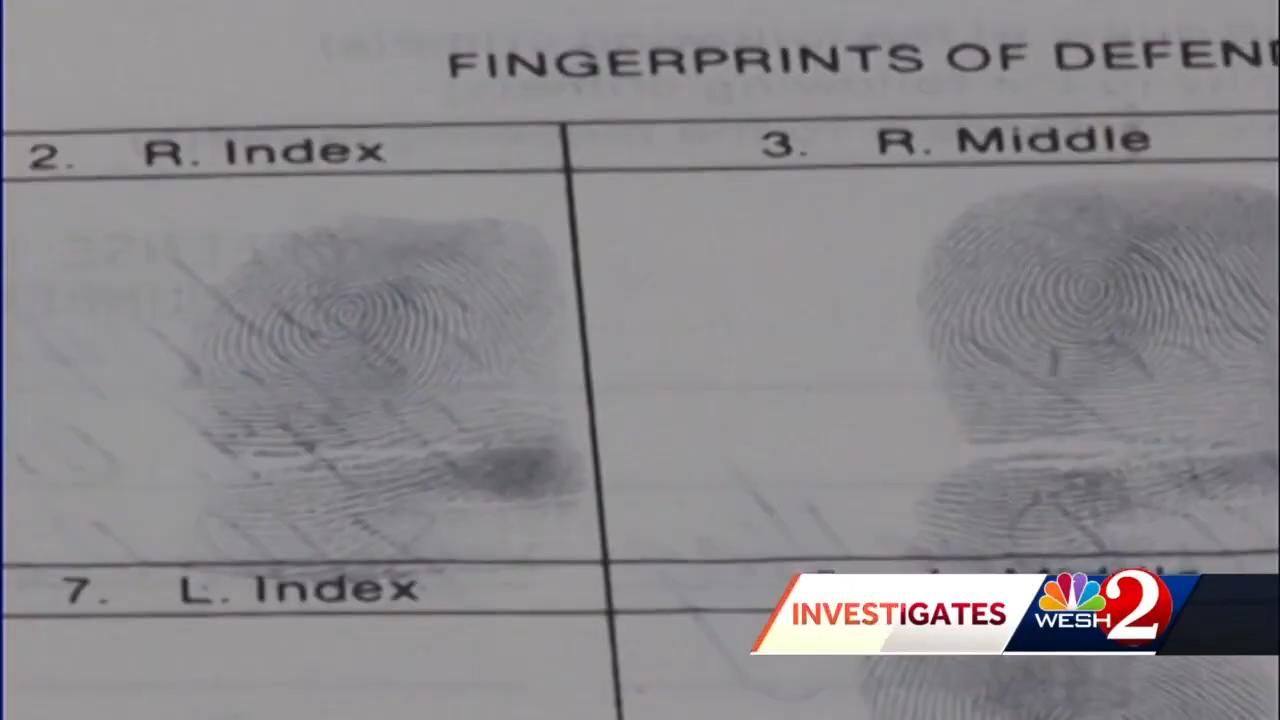 FINGERPRINTS OF DEFEN
2. R. Index
3. R. Middle
7. L. Index
INVESTIGATES
WESH 2